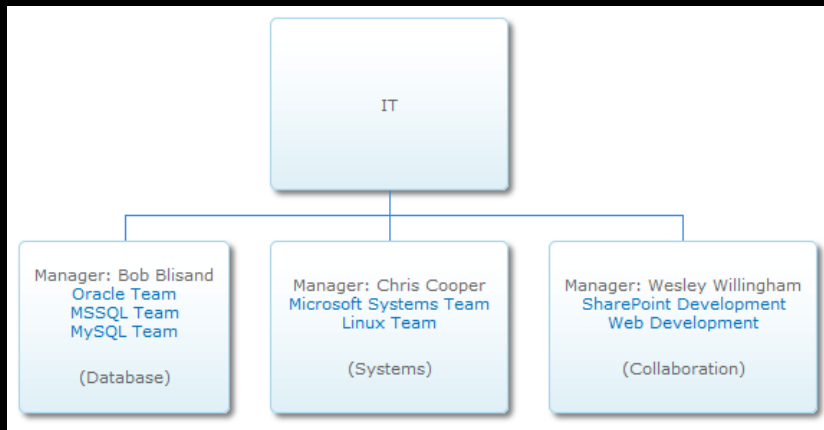 IT
Manager: Bob Blisand
Oracle Team
MSSQL Team
MySQL Team
(Database)
Manager: Chris Cooper
Microsoft Systems Team
Linux Team
(Systems)
Manager: Wesley Willingham
SharePoint Development
Web Development
(Collaboration)